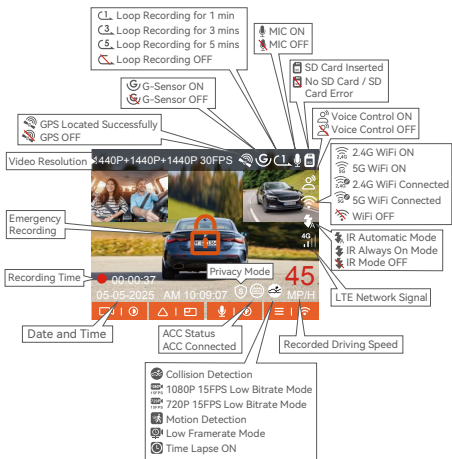 1 Loop Recording for 1 min
3 Loop Recording for 3 mins
5 Loop Recording for 5 mins
Loop Recording OFF
MIC ON
MIC OFF
SD Card Inserted
No SD Card / SD
Card Error
G-Sensor ON
G-Sensor OFF
Voice Control ON
Voice Control OFF
GPS Located Successfully
GPS OFF
Video Resolution
1440P+1440P+1440P 30FPS
2.4G WiFi ON
5G WiFi ON
2.4G WiFi Connected
5G WiFi Connected
WiFi OFF
Emergency
Recording
IR Automatic Mode
IR Always On Mode
IR Mode OFF
4G
LTE Network Signal
Recording Time
00:00:37
Privacy Mode
45
05-05-2025 AM 10:09:07
S
MP/H
Date and Time
ACC Status
ACC Connected
Recorded Driving Speed
Collision Detection
1080P 15FPS Low Bitrate Mode
720P 15FPS Low Bitrate Mode
Motion Detection
Low Framerate Mode
Time Lapse ON